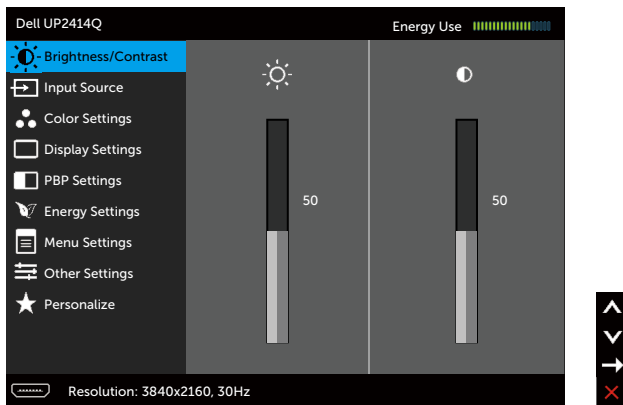 Dell UP2414Q
Energy Use
Brightness/Contrast
Input Source
Color Settings
Display Settings
PBP Settings
Energy Settings
Menu Settings
Other Settings
Personalize
50
50
Resolution: 3840x2160, 30Hz